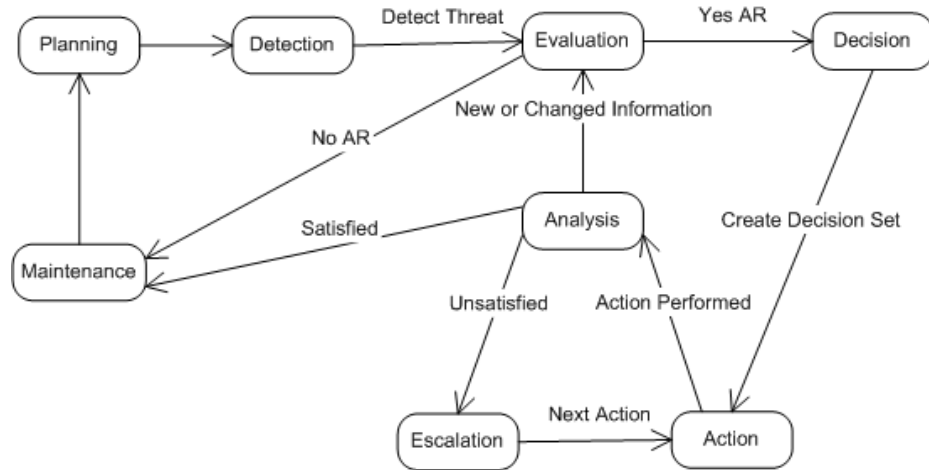 Detect Threat
Yes AR
Planning
Detection
Evaluation
Decision
New or Changed Information
No AR
Satisfied
Analysis
Create Decision Set
Maintenance
Unsatisfied
Action Performed
Next Action
Escalation
Action